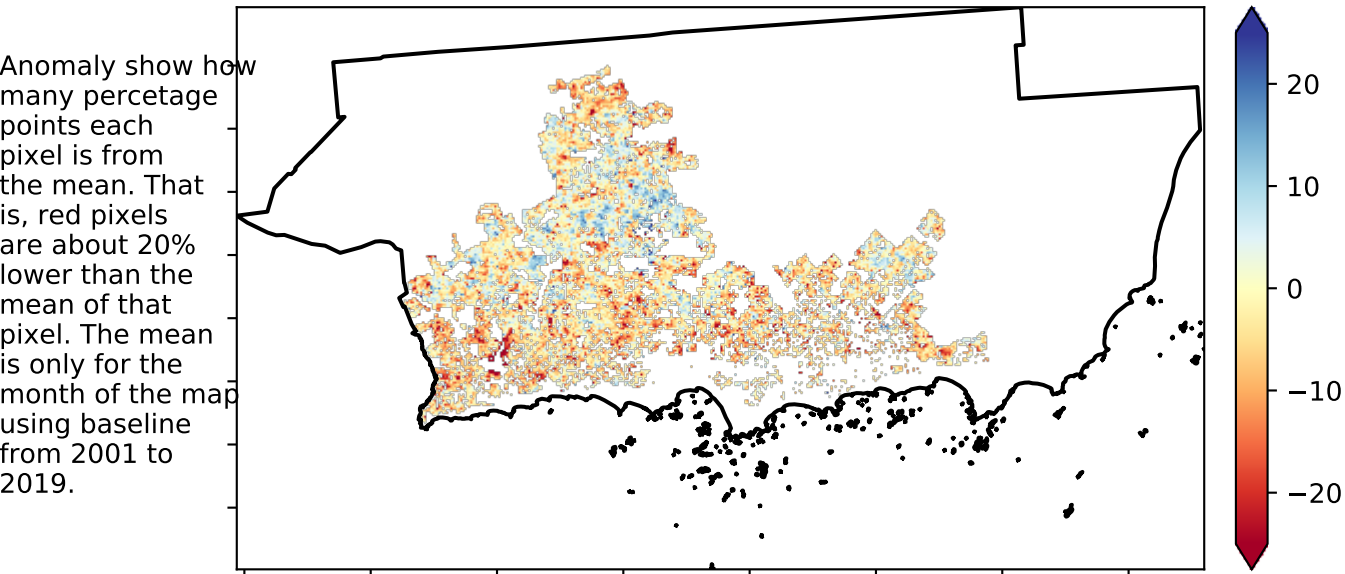 Anomaly show how
many percetage
points each
pixel is from
the mean. That
is, red pixels
are about 20%
lower than the
mean of that
pixel. The mean
is only for the
month of the map
using baseline
from 2001 to
2019.
20
10
0
−10
−20